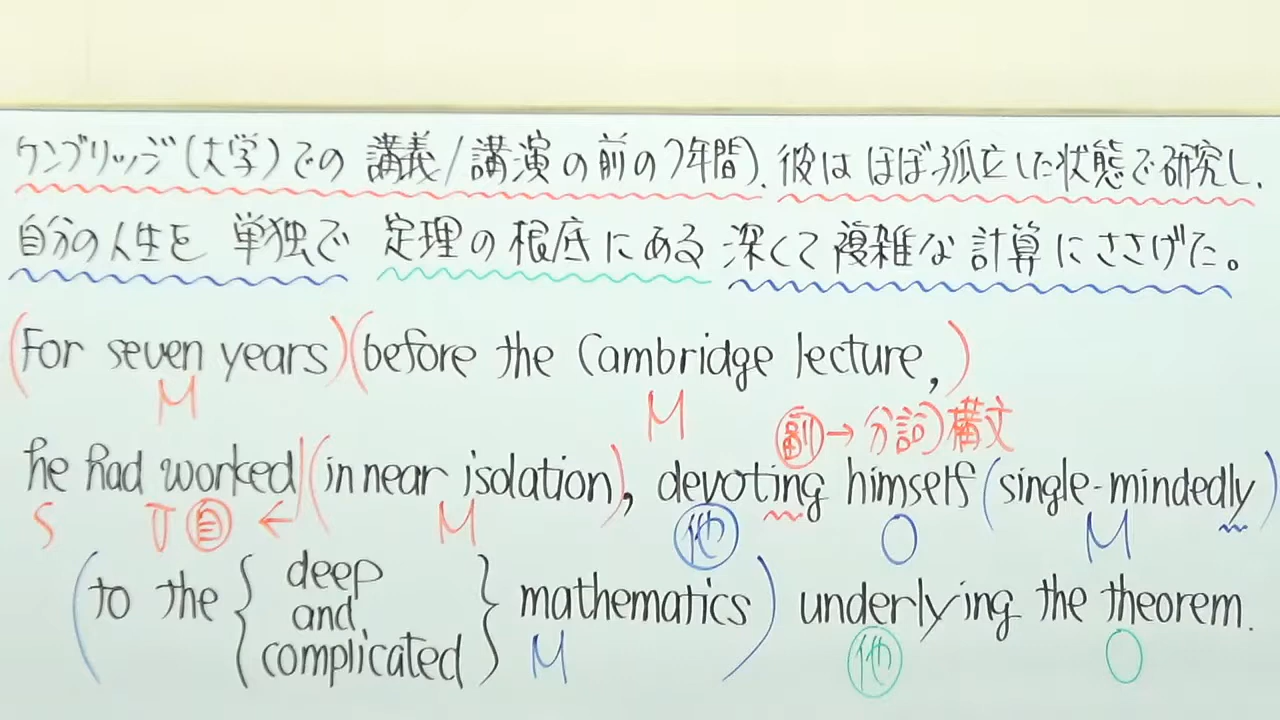 ケンブリッジ(大学)での 講義/講演の前の7年間、彼は ほぼ孤立した状態で研究し、
自分の人生を 単独で 定理の根底にある 深くて複雑な計算にささげた。
(For seven years)(before the Cambridge lecture,)
M M
副→分詞構文
he had worked (in near isolation), devoting himself (single-mindedly)
S V 自 ← M 他 O M
(to the { deep and complicated } mathematics) underlying the theorem.
M 他 O